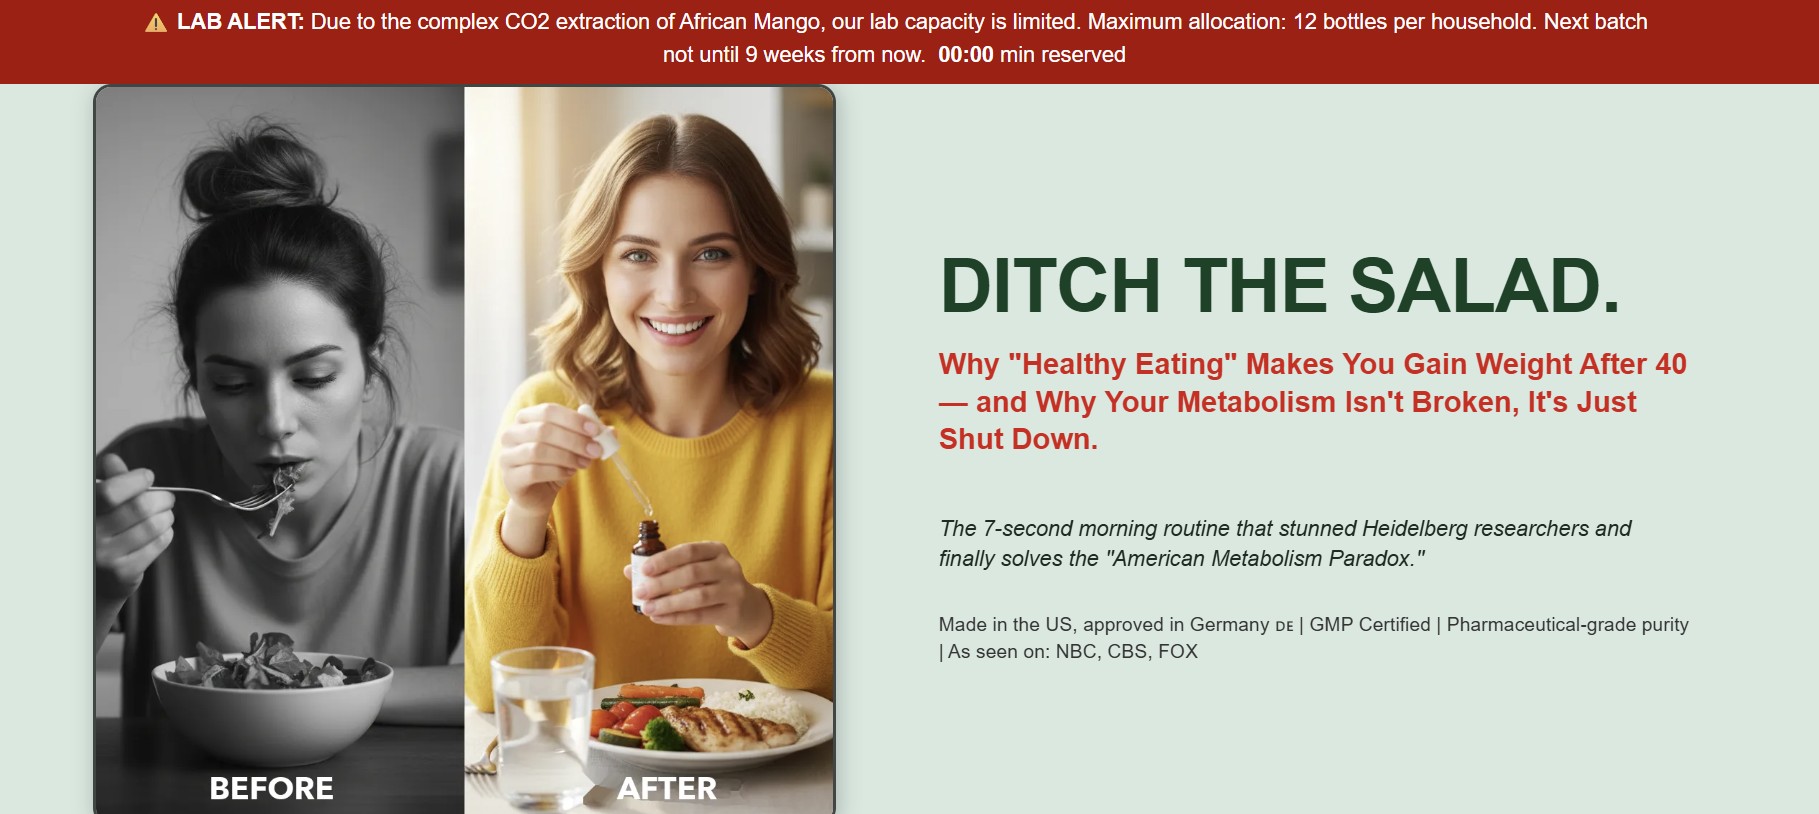 ⚠ LAB ALERT: Due to the complex CO2 extraction of African Mango, our lab capacity is limited. Maximum allocation: 12 bottles per household. Next batch
not until 9 weeks from now. 00:00 min reserved
BEFORE
AFTER
DITCH THE SALAD.
Why "Healthy Eating" Makes You Gain Weight After 40
— and Why Your Metabolism Isn't Broken, It's Just
Shut Down.
The 7-second morning routine that stunned Heidelberg researchers and
finally solves the "American Metabolism Paradox."
Made in the US, approved in Germany DE | GMP Certified | Pharmaceutical-grade purity
| As seen on: NBC, CBS, FOX